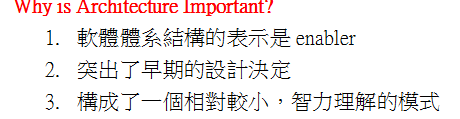 Why is Architecture Important?
1. 軟體體系結構的表示是 enabler
2. 突出了早期的設計決定
3. 構成了一個相對較小，智力理解的模式